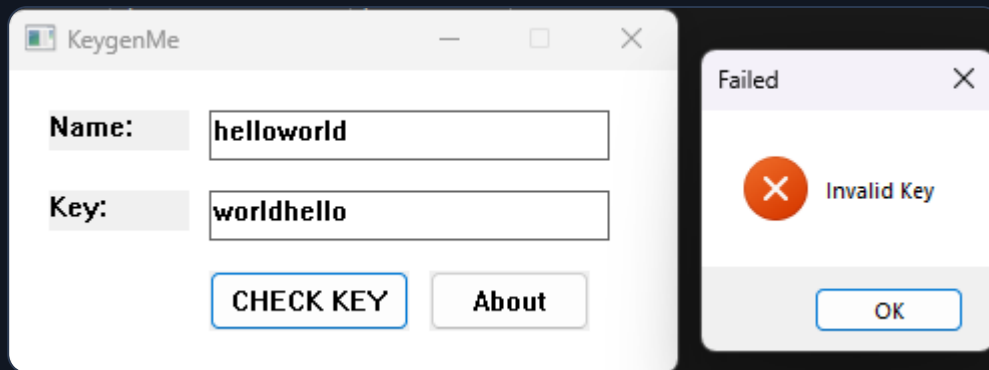 KeygenMe
Name:
helloworld
Key:
worldhello
CHECK KEY
About
Failed
Invalid Key
OK